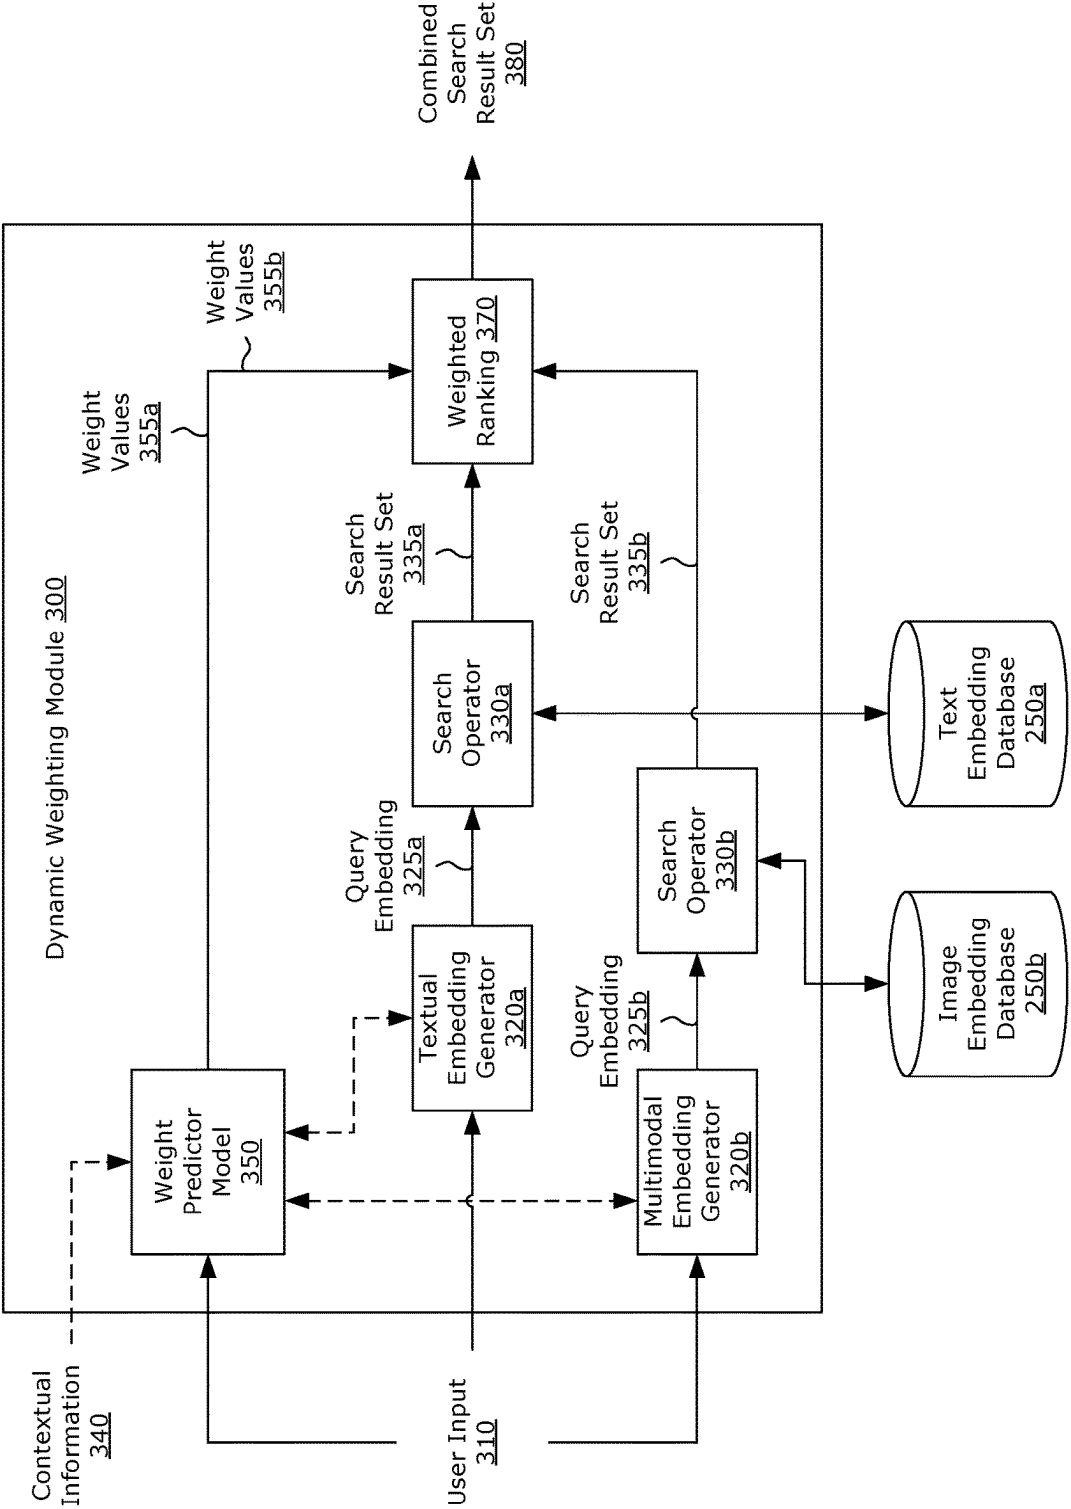 Dynamic Weighting Module 300
Contextual
Information
340
User Input
310
Weight
Predictor
Model
350
Weight
Values
355a
Weight
Values
355b
Textual
Embedding
Generator
320a
Query
Embedding
325a
Search
Operator
330a
Search
Result Set
335a
Weighted
Ranking 370
Combined
Search
Result Set
380
Multimodal
Embedding
Generator
320b
Query
Embedding
325b
Search
Operator
330b
Search
Result Set
335b
Image
Embedding
Database
250b
Text
Embedding
Database
250a